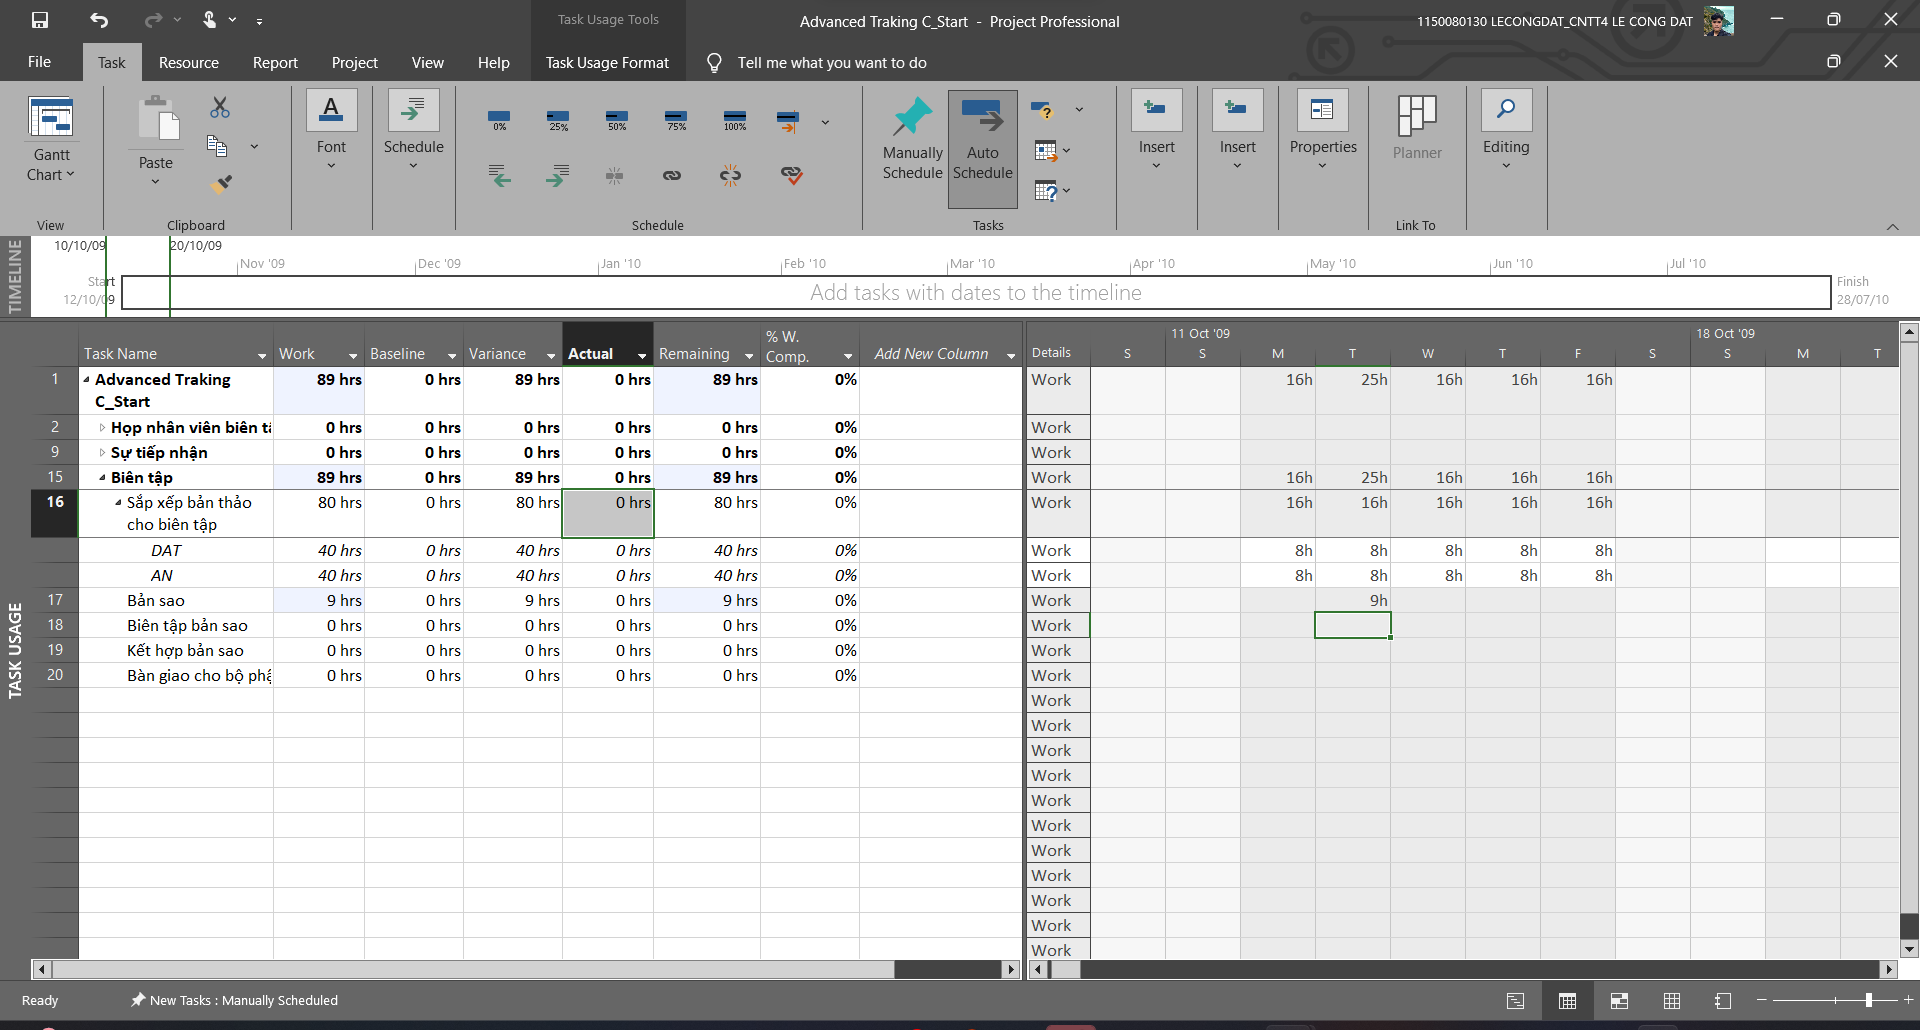 Task Usage Tools
Advanced Traking C_Start - Project Professional
1150080130 LECONGDAT_CNTT4 LE CONG DAT
File Task Resource Report Project View Help Task Usage Format Tell me what you want to do
Gantt Chart
Paste
Font
Schedule
0% 25% 50% 75% 100%
Manually Schedule
Auto Schedule
Insert
Insert
Properties
Planner
Editing
View Clipboard Schedule Tasks Link To
TIMELINE
10/10/09 20/10/09
Nov '09 Dec '09 Jan '10 Feb '10 Mar '10 Apr '10 May '10 Jun '10 Jul '10
Start
12/10/09
Add tasks with dates to the timeline
Finish
28/07/10
TASK USAGE
Task Name Work Baseline Variance Actual Remaining % W. Comp. Add New Column Details S S M T W T F S S M T
11 Oct '09 18 Oct '09
1 Advanced Traking C_Start 89 hrs 0 hrs 89 hrs 0 hrs 89 hrs 0% Work 16h 25h 16h 16h 16h
2 Họp nhân viên biên 0 hrs 0 hrs 0 hrs 0 hrs 0 hrs 0% Work
9 Sự tiếp nhận 0 hrs 0 hrs 0 hrs 0 hrs 0 hrs 0% Work
15 Biên tập 89 hrs 0 hrs 89 hrs 0 hrs 89 hrs 0% Work 16h 25h 16h 16h 16h
16 Sắp xếp bản thảo cho biên tập 80 hrs 0 hrs 80 hrs 0 hrs 80 hrs 0% Work 16h 16h 16h 16h 16h
DAT 40 hrs 0 hrs 40 hrs 0 hrs 40 hrs 0% Work 8h 8h 8h 8h 8h
AN 40 hrs 0 hrs 40 hrs 0 hrs 40 hrs 0% Work 8h 8h 8h 8h 8h
17 Bản sao 9 hrs 0 hrs 9 hrs 0 hrs 9 hrs 0% Work 9h
18 Biên tập bản sao 0 hrs 0 hrs 0 hrs 0 hrs 0 hrs 0% Work
19 Kết hợp bản sao 0 hrs 0 hrs 0 hrs 0 hrs 0 hrs 0% Work
20 Bàn giao cho bộ 0 hrs 0 hrs 0 hrs 0 hrs 0 hrs 0% Work
Work
Work
Work
Work
Work
Work
Work
Work
Work
Work
Work
Ready New Tasks : Manually Scheduled